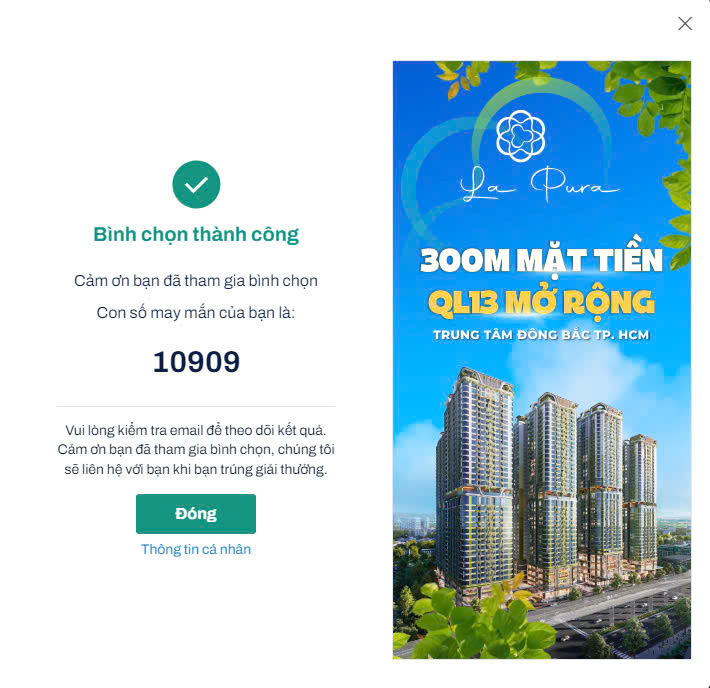 Bình chọn thành công
Cảm ơn bạn đã tham gia bình chọn
Con số may mắn của bạn là:
10909
Vui lòng kiểm tra email để theo dõi kết quả.
Cảm ơn bạn đã tham gia bình chọn, chúng tôi
sẽ liên hệ với bạn khi bạn trúng giải thưởng.
Đóng
Thông tin cá nhân
La Pura
300M MẶT TIỀN
QL13 MỞ RỘNG
TRUNG TÂM ĐÔNG BẮC TP. HCM